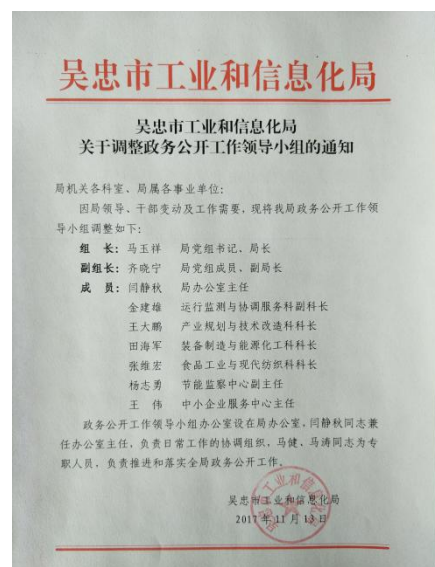 吴忠市工业和信息化局
吴忠市工业和信息化局
关于调整政务公开工作领导小组的通知
局机关各科室、局属各事业单位：
因局领导、干部变动及工作需要，现将我局政务公开工作领
导小组调整如下：
组 长：马玉祥 局党组书记、局长
副组长：齐晓宁 局党组成员、副局长
成 员：闫静秋 局办公室主任
金建雄 运行监测与协调服务科副科长
王大鹏 产业规划与技术改造科科长
田海军 装备制造与能源化工科科长
张维宏 食品工业与现代纺织科科长
杨志勇 节能监察中心副主任
王 伟 中小企业服务中心主任
政务公开工作领导小组办公室设在局办公室，闫静秋同志兼
任办公室主任，负责日常工作的协调组织，马健、马涛同志为专
职人员，负责推进和落实全局政务公开工作。
吴忠市工业和信息化局
2017年11月13日